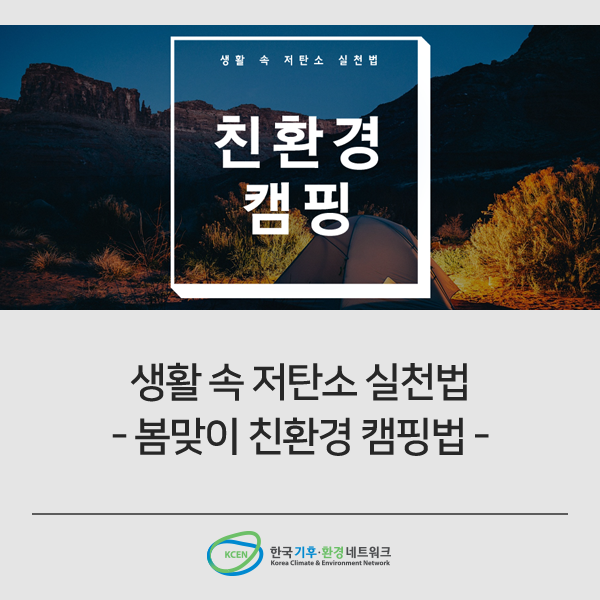 생활 속 저탄소 실천법
친환경
캠핑
생활 속 저탄소 실천법
- 봄맞이 친환경 캠핑법 -
KCEN
한국기후·환경네트워크
Korea Climate & Environment Network